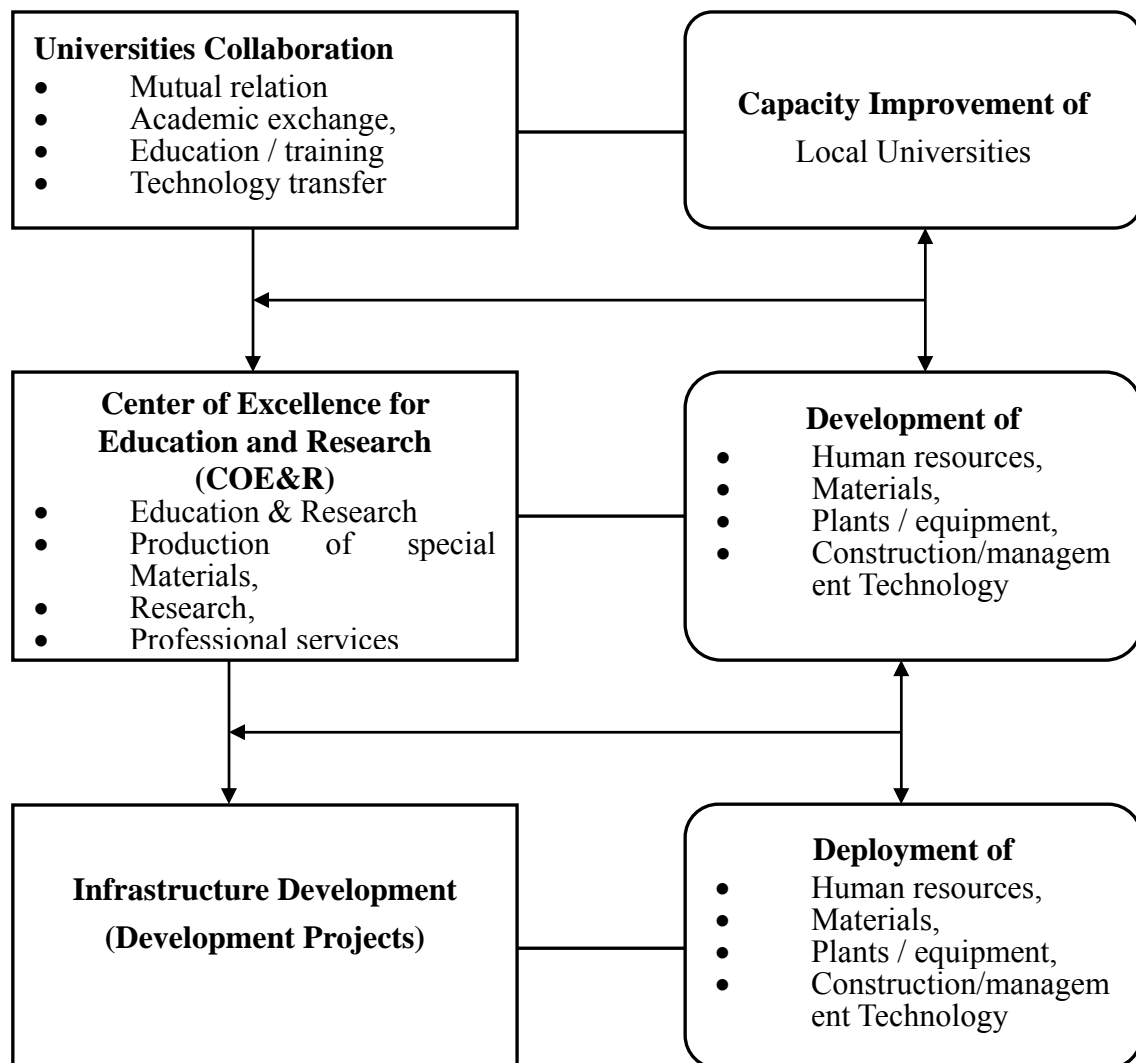 Universities Collaboration
• Mutual relation
• Academic exchange,
• Education / training
• Technology transfer
Capacity Improvement of
Local Universities
Center of Excellence for
Education and Research
(COE&R)
• Education & Research
• Production of special
Materials,
• Research,
• Professional services
Development of
• Human resources,
• Materials,
• Plants / equipment,
• Construction/managem
ent Technology
Infrastructure Development
(Development Projects)
Deployment of
• Human resources,
• Materials,
• Plants / equipment,
• Construction/managem
ent Technology